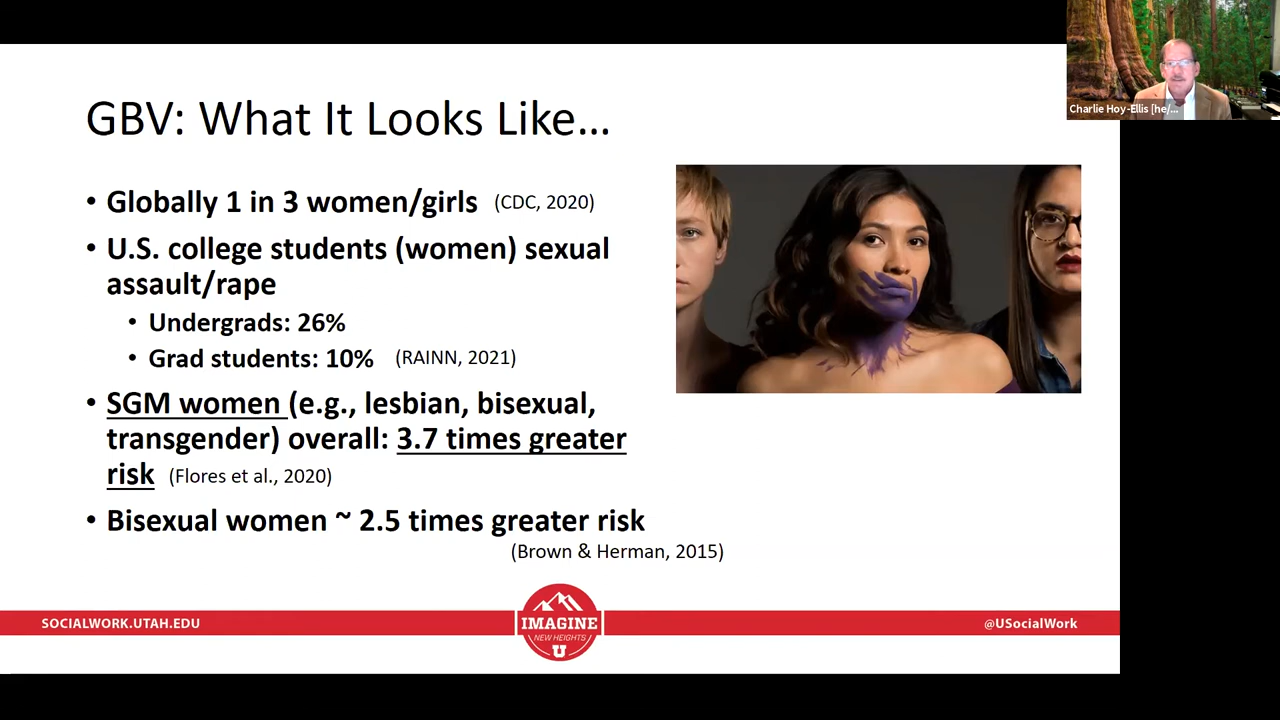 Charlie Hoy-Ellis [he/...
GBV: What It Looks Like...
• Globally 1 in 3 women/girls (CDC, 2020)
• U.S. college students (women) sexual
assault/rape
• Undergrads: 26%
• Grad students: 10% (RAINN, 2021)
• SGM women (e.g., lesbian, bisexual,
transgender) overall: 3.7 times greater
risk (Flores et al., 2020)
• Bisexual women ~ 2.5 times greater risk
(Brown & Herman, 2015)
SOCIALWORK.UTAH.EDU
IMAGINE
NEW HEIGHTS
U
@USocialWork